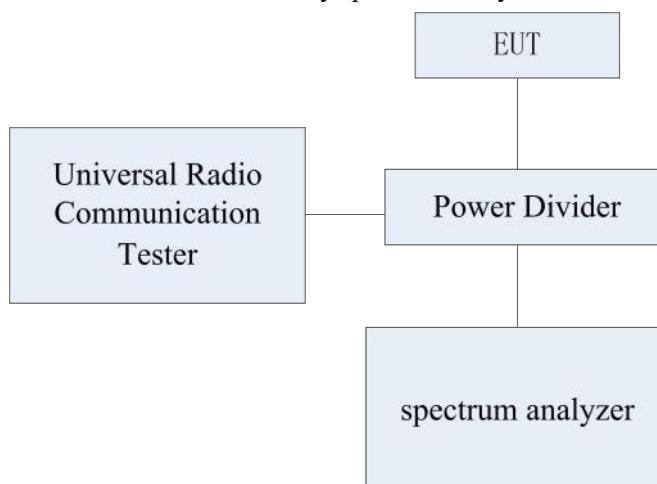 EUT
Universal Radio
Communication
Tester
Power Divider
spectrum analyzer